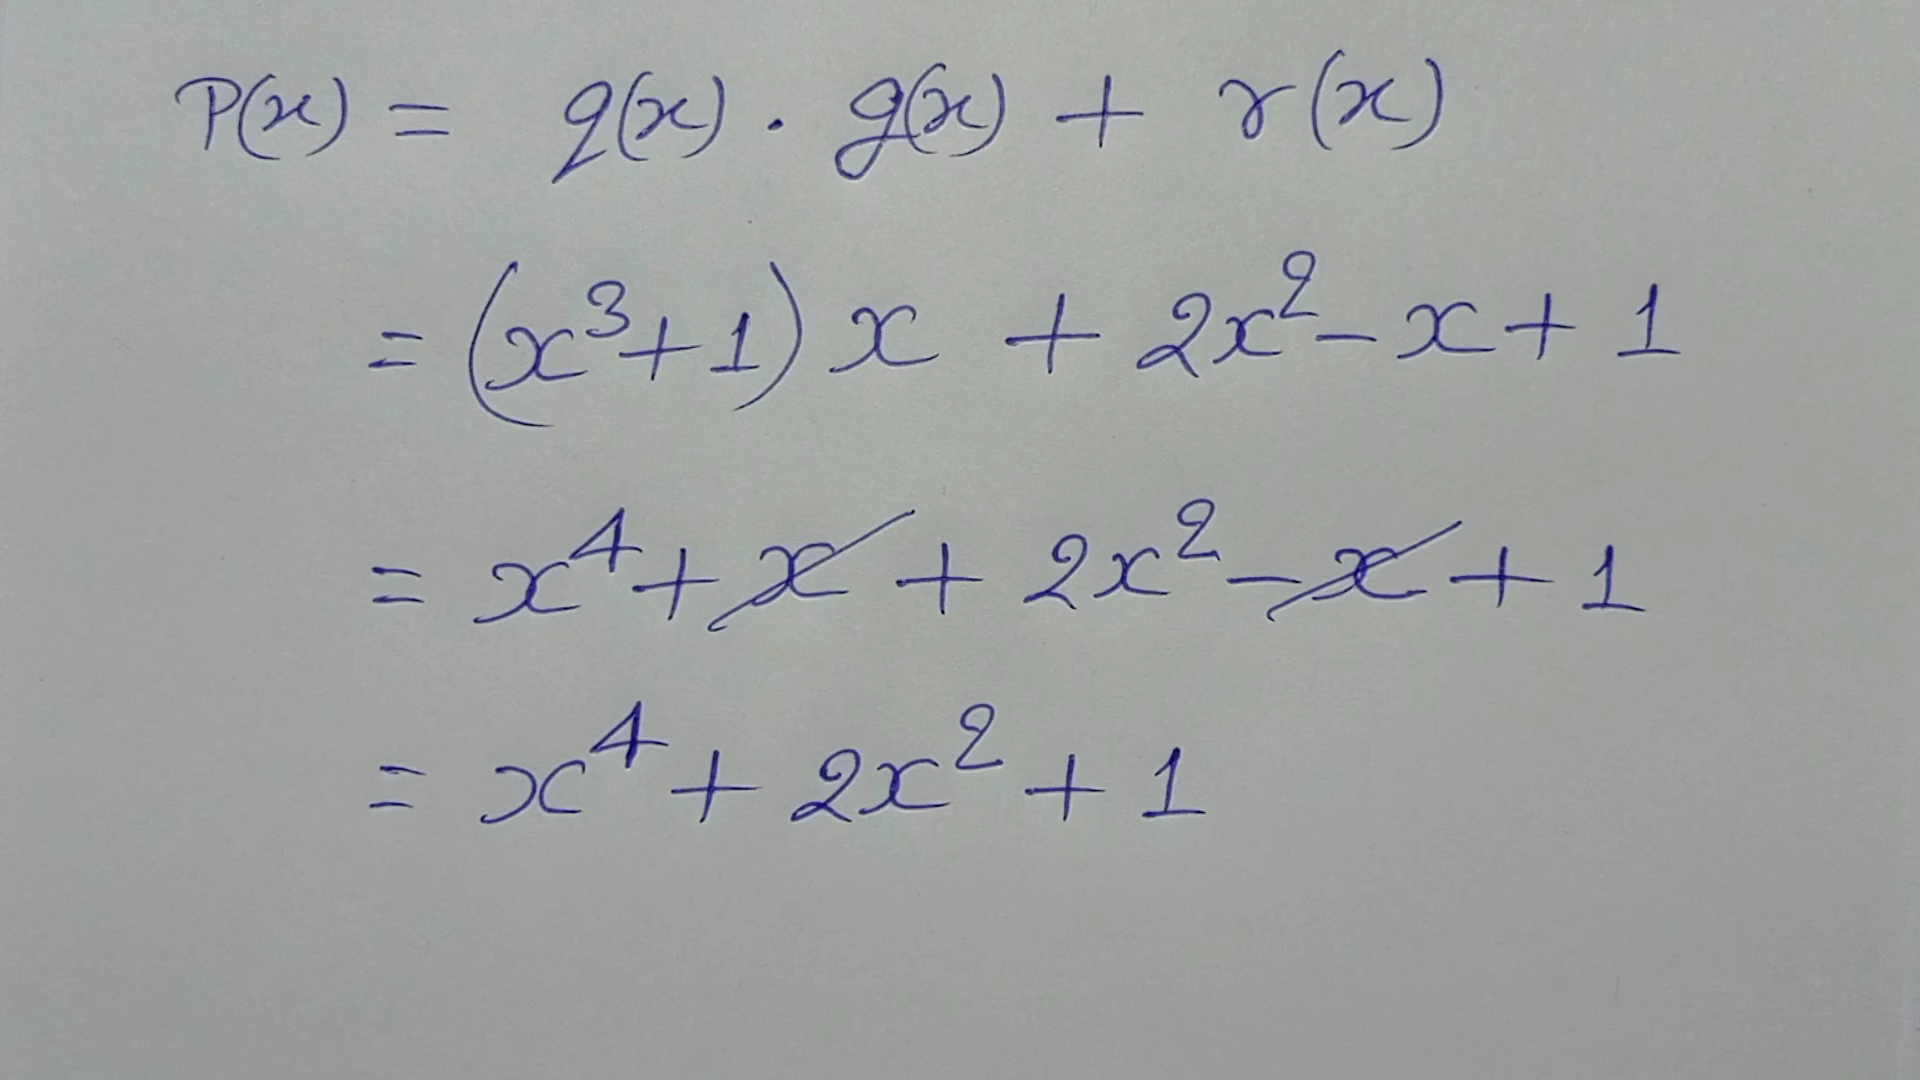 P(x) = q(x) . g(x) + r(x)
= (x³+1) x + 2x² - x + 1
= x⁴ + x + 2x² - x + 1
= x⁴ + 2x² + 1